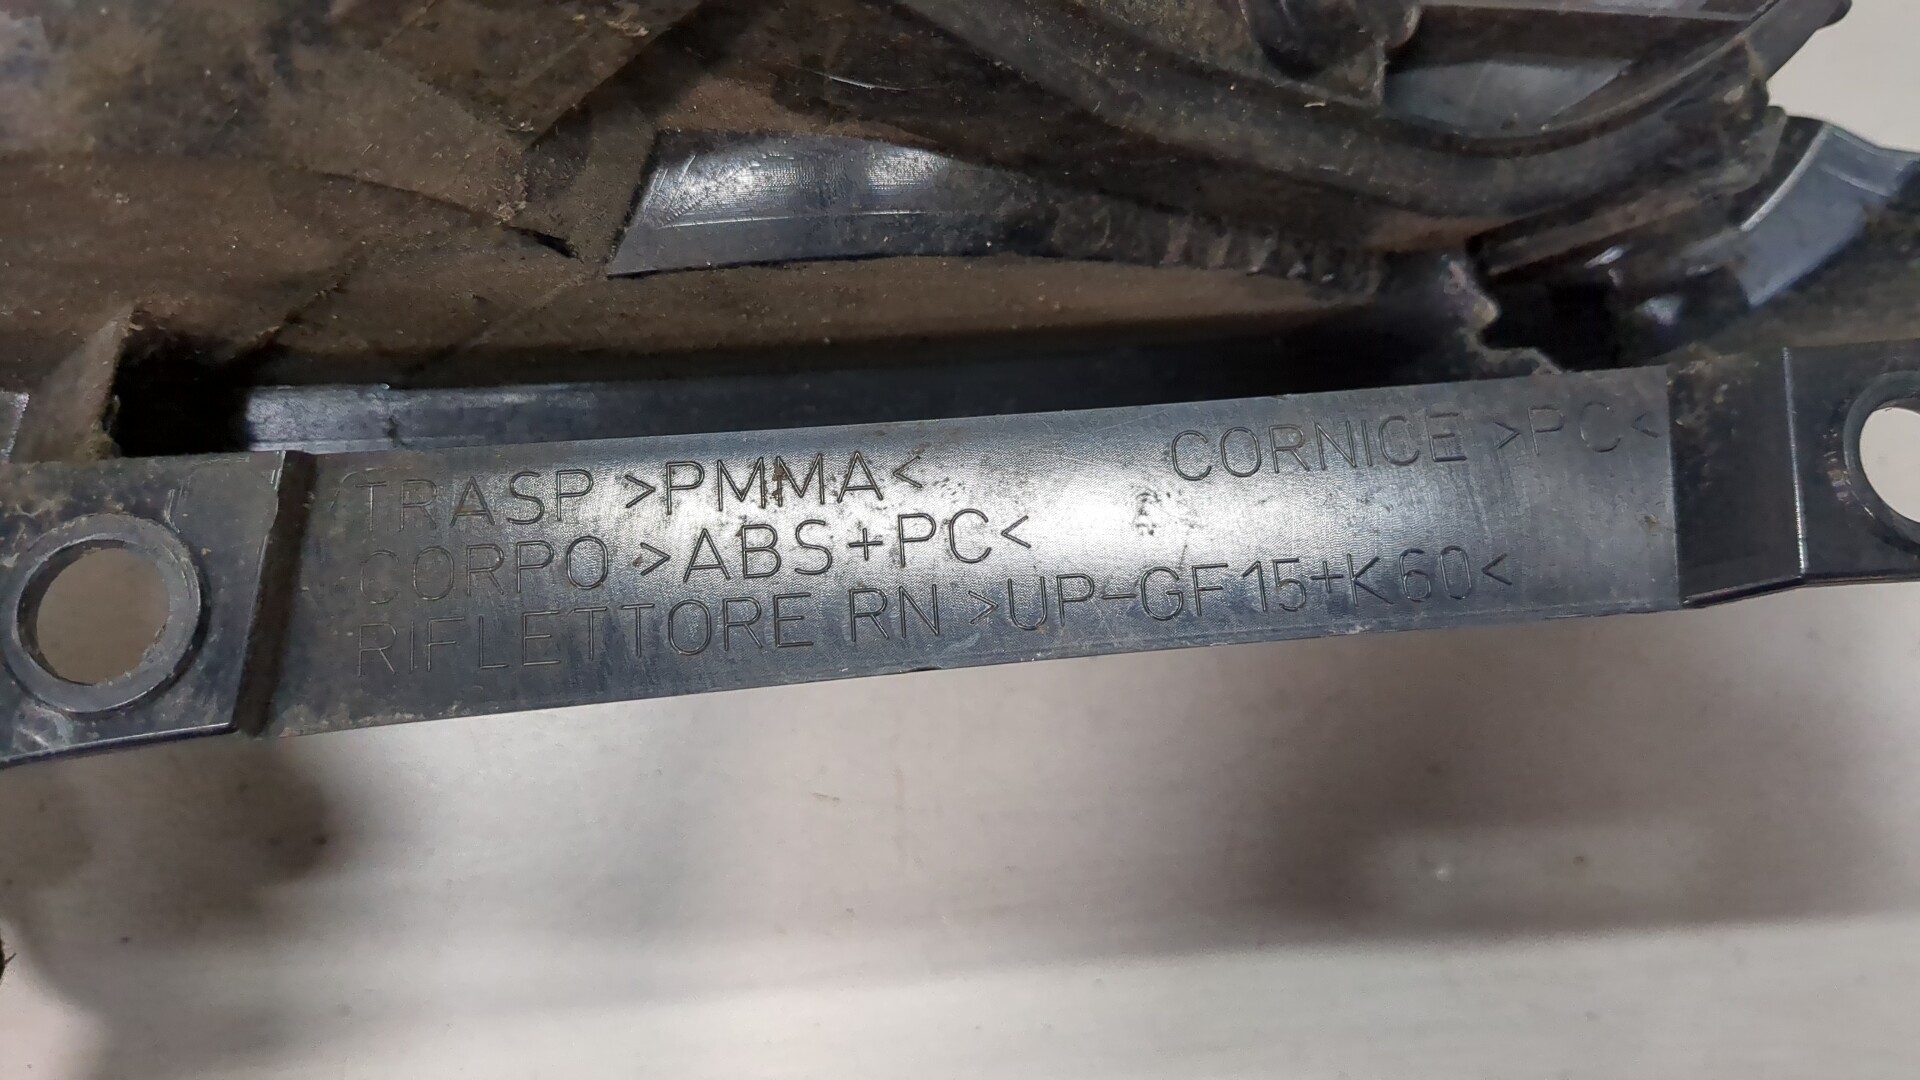 TRASP >PMMA< CORNICE >PC<
CORPO >ABS+PC<
RIFLETTORE RN >UP-GF15+K60<